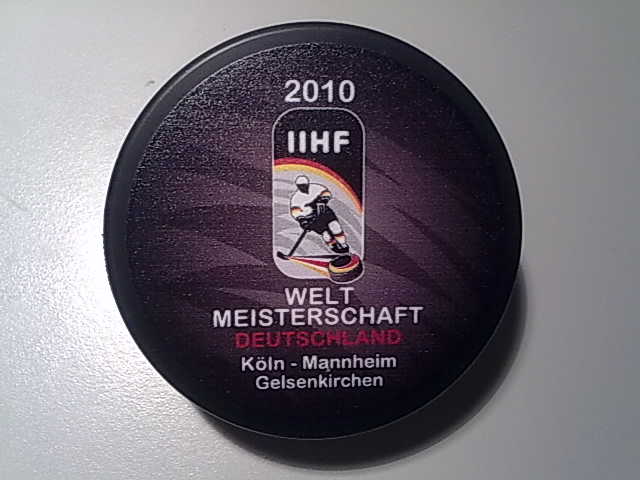 2010
IIHF
WELT
MEISTERSCHAFT
DEUTSCHLAND
Köln - Mannheim
Gelsenkirchen